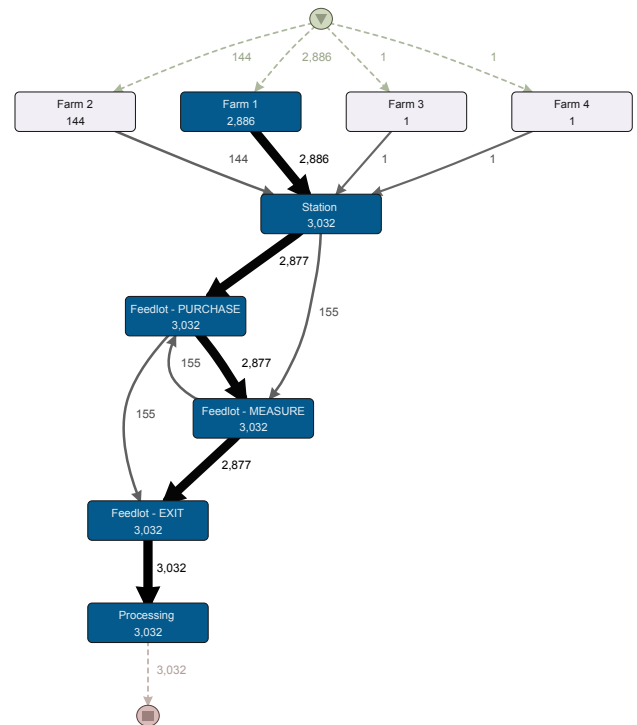 144
2,886
1
1
Farm 2
144
Farm 1
2,886
Farm 3
1
Farm 4
1
144
2,886
1
1
Station
3,032
2,877
155
Feedlot - PURCHASE
3,032
155
2,877
155
Feedlot - MEASURE
3,032
2,877
Feedlot - EXIT
3,032
3,032
Processing
3,032
3,032